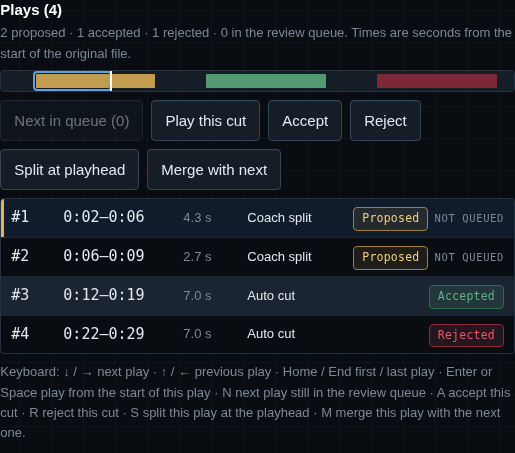 Plays (4)
2 proposed · 1 accepted · 1 rejected · 0 in the review queue. Times are seconds from the
start of the original file.
Next in queue (0) Play this cut Accept Reject
Split at playhead Merge with next
#1 0:02–0:06 4.3 s Coach split Proposed NOT QUEUED
#2 0:06–0:09 2.7 s Coach split Proposed NOT QUEUED
#3 0:12–0:19 7.0 s Auto cut Accepted
#4 0:22–0:29 7.0 s Auto cut Rejected
Keyboard: ↓ / → next play · ↑ / ← previous play · Home / End first / last play · Enter or
Space play from the start of this play · N next play still in the review queue · A accept this
cut · R reject this cut · S split this play at the playhead · M merge this play with the next
one.